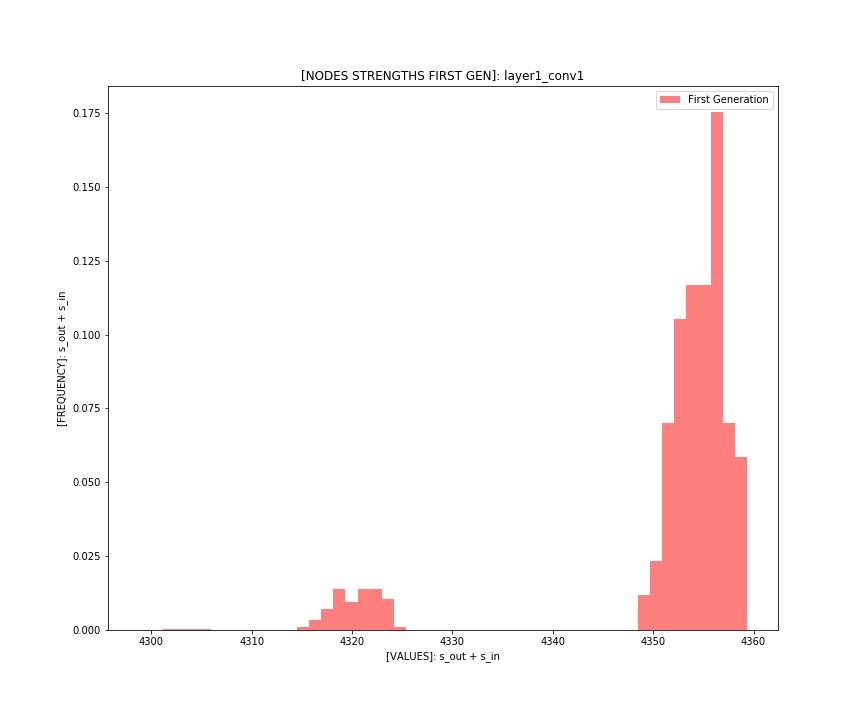 [NODES STRENGTHS FIRST GEN]: layer1_conv1
First Generation
0.175
0.150
0.125
0.100
0.075
0.050
0.025
0.000
[FREQUENCY]: s_out + s_in
4300 4310 4320 4330 4340 4350 4360
[VALUES]: s_out + s_in